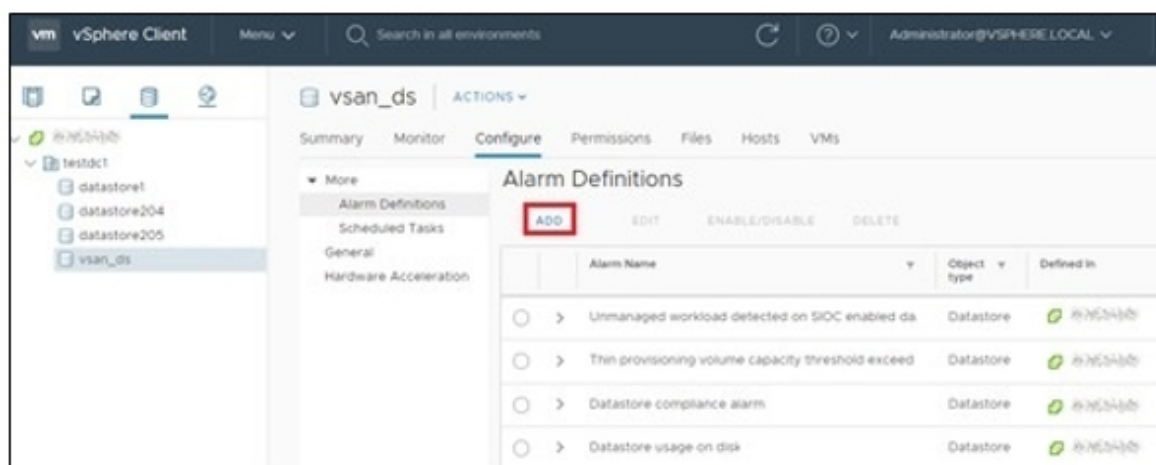 vm vSphere Client Menu Search in all environments Administrator@VSPHERE.LOCAL
vsan_ds ACTIONS
Summary Monitor Configure Permissions Files Hosts VMs
testdc1
datastore1
datastore204
datastore205
vsan_ds
More
Alarm Definitions
Scheduled Tasks
General
Hardware Acceleration
Alarm Definitions
ADD EDIT ENABLE/DISABLE DELETE
Alarm Name Object type Defined In
Unmanaged workload detected on SIOC enabled da Datastore
Thin provisioning volume capacity threshold exceed Datastore
Datastore compliance alarm Datastore
Datastore usage on disk Datastore